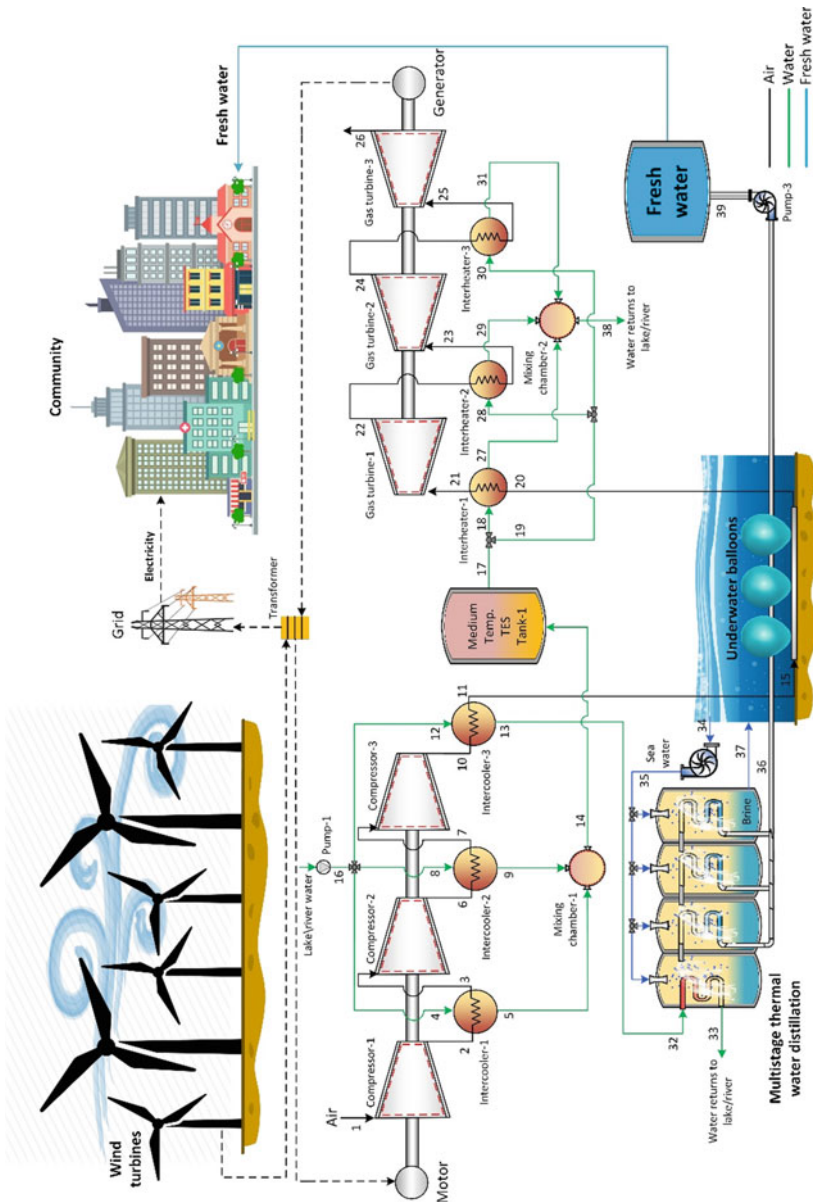 Wind
turbines
Grid
Electricity
Transformer
Community
Fresh water
Lake\river water
Pump-1
16
Motor
Air
1
Compressor-1
2
3
4
5
Intercooler-1
Compressor-2
6
7
8
9
Intercooler-2
Compressor-3
10
11
12
13
Intercooler-3
Mixing
chamber-1
14
Medium
Temp.
TES
Tank-1
17
18
19
Interheater-1
20
21
27
Gas turbine-1
22
28
Interheater-2
29
23
Gas turbine-2
24
30
Interheater-3
31
25
Gas turbine-3
26
Generator
Mixing
chamber-2
38
Water returns to
lake/river
32
33
Water returns to
lake/river
Multistage thermal
water distillation
Brine
Sea
water
35
34
37
36
15
Underwater balloons
Pump-3
39
Fresh
water
Air
Water
Fresh water